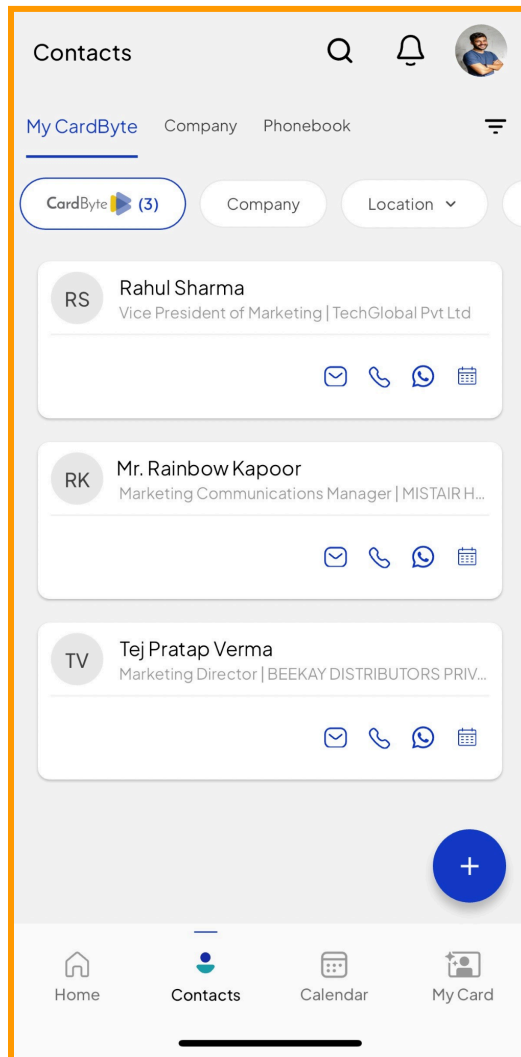 Contacts
My CardByte Company Phonebook
CardByte (3) Company Location
RS
Rahul Sharma
Vice President of Marketing | TechGlobal Pvt Ltd
RK
Mr. Rainbow Kapoor
Marketing Communications Manager | MISTAIR H...
TV
Tej Pratap Verma
Marketing Director | BEEKAY DISTRIBUTORS PRIV...
+
Home Contacts Calendar My Card